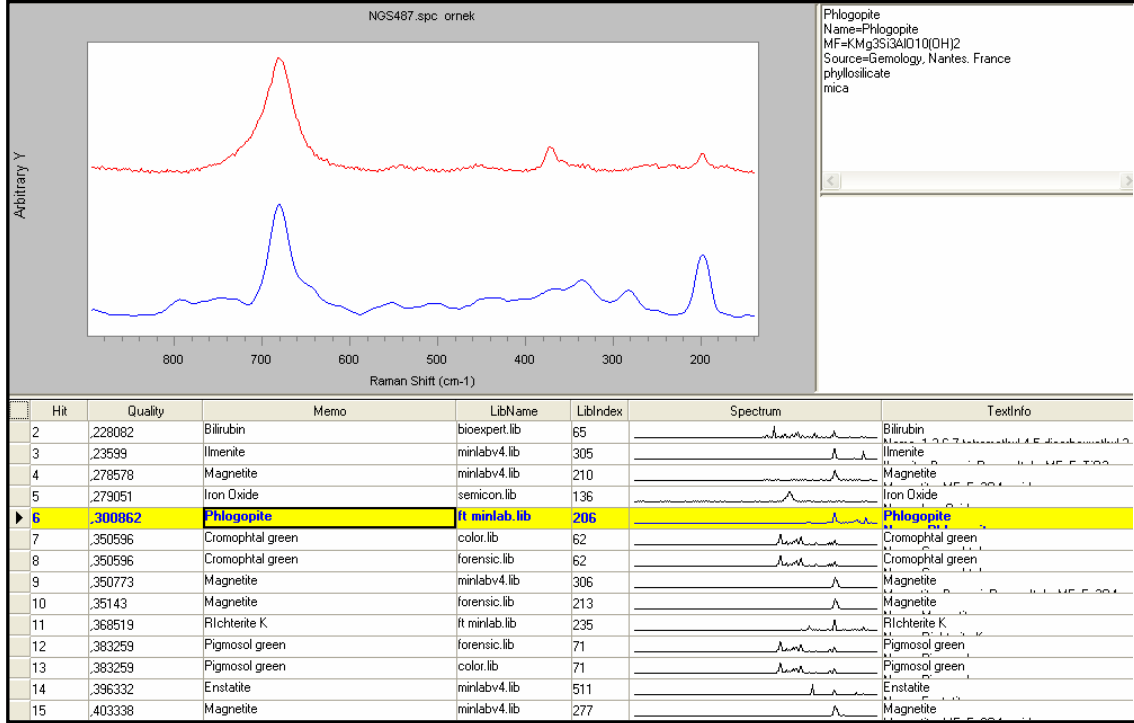 NGS487.spc ornek
Phlogopite
Name=Phlogopite
MF=KMg3Si3AlO10(OH)2
Source=Gemology, Nantes. France
phyllosilicate
mica
Arbitrary Y
800 700 600 500 400 300 200
Raman Shift (cm-1)
Hit Quality Memo LibName LibIndex Spectrum TextInfo
2 ,228082 Bilirubin bioexpert.lib 65 Bilirubin
3 ,23599 Ilmenite minlabv4.lib 305 Ilmenite
4 ,278578 Magnetite minlabv4.lib 210 Magnetite
5 ,279051 Iron Oxide semicon.lib 136 Iron Oxide
6 ,300862 Phlogopite ft minlab.lib 206 Phlogopite
7 ,350596 Cromophtal green color.lib 62 Cromophtal green
8 ,350596 Cromophtal green forensic.lib 62 Cromophtal green
9 ,350773 Magnetite minlabv4.lib 306 Magnetite
10 ,35143 Magnetite forensic.lib 213 Magnetite
11 ,368519 RIchterite K ft minlab.lib 235 RIchterite K
12 ,383259 Pigmosol green forensic.lib 71 Pigmosol green
13 ,383259 Pigmosol green color.lib 71 Pigmosol green
14 ,396332 Enstatite minlabv4.lib 511 Enstatite
15 ,403338 Magnetite minlabv4.lib 277 Magnetite